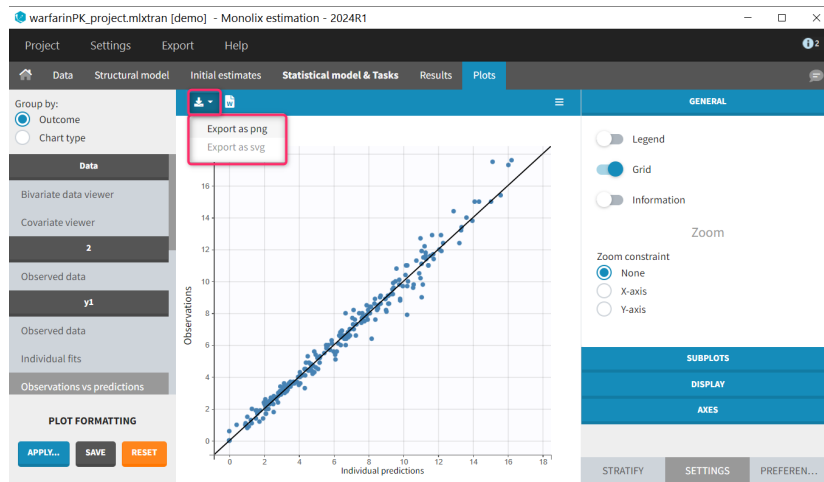 warfarinPK_project.mlxtran [demo] - Monolix estimation - 2024R1
Project Settings Export Help
2
Data Structural model Initial estimates Statistical model & Tasks Results Plots
Group by:
Outcome
Chart type
Data
Bivariate data viewer
Covariate viewer
2
Observed data
y1
Observed data
Individual fits
Observations vs predictions
PLOT FORMATTING
APPLY... SAVE RESET
W
Export as png
Export as svg
16
14
12
10
8
6
4
2
0
Observations
0 2 4 6 8 10 12 14 16 18
Individual predictions
GENERAL
Legend
Grid
Information
Zoom
Zoom constraint
None
X-axis
Y-axis
SUBPLOTS
DISPLAY
AXES
STRATIFY SETTINGS PREFEREN...